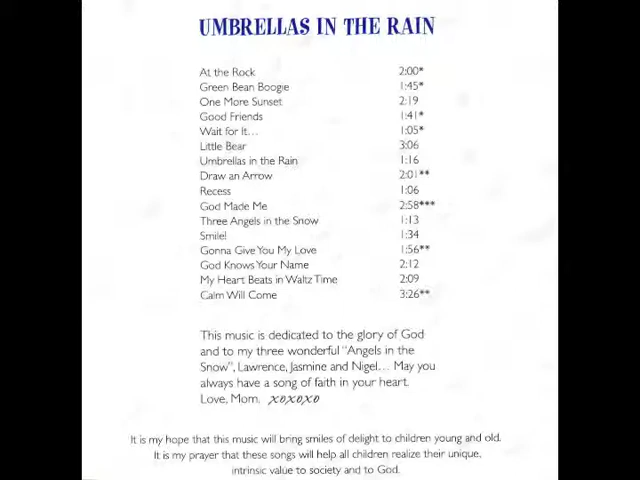 UMBRELLAS IN THE RAIN
At the Rock 2:00*
Green Bean Boogie 1:45*
One More Sunset 2:19
Good Friends 1:41*
Wait for It... 1:05*
Little Bear 3:06
Umbrellas in the Rain 1:16
Draw an Arrow 2:01**
Recess 1:06
God Made Me 2:58***
Three Angels in the Snow 1:13
Smile! 1:34
Gonna Give You My Love 1:56**
God Knows Your Name 2:12
My Heart Beats in Waltz Time 2:09
Calm Will Come 3:26**
This music is dedicated to the glory of God
and to my three wonderful "Angels in the
Snow", Lawrence, Jasmine and Nigel... May you
always have a song of faith in your heart.
Love, Mom, xoxoxo
It is my hope that this music will bring smiles of delight to children young and old.
It is my prayer that these songs will help all children realize their unique,
intrinsic value to society and to God.